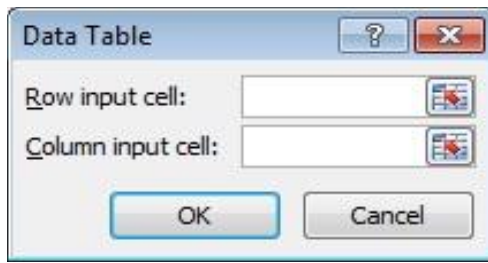 Data Table
?
Row input cell:
Column input cell:
OK
Cancel